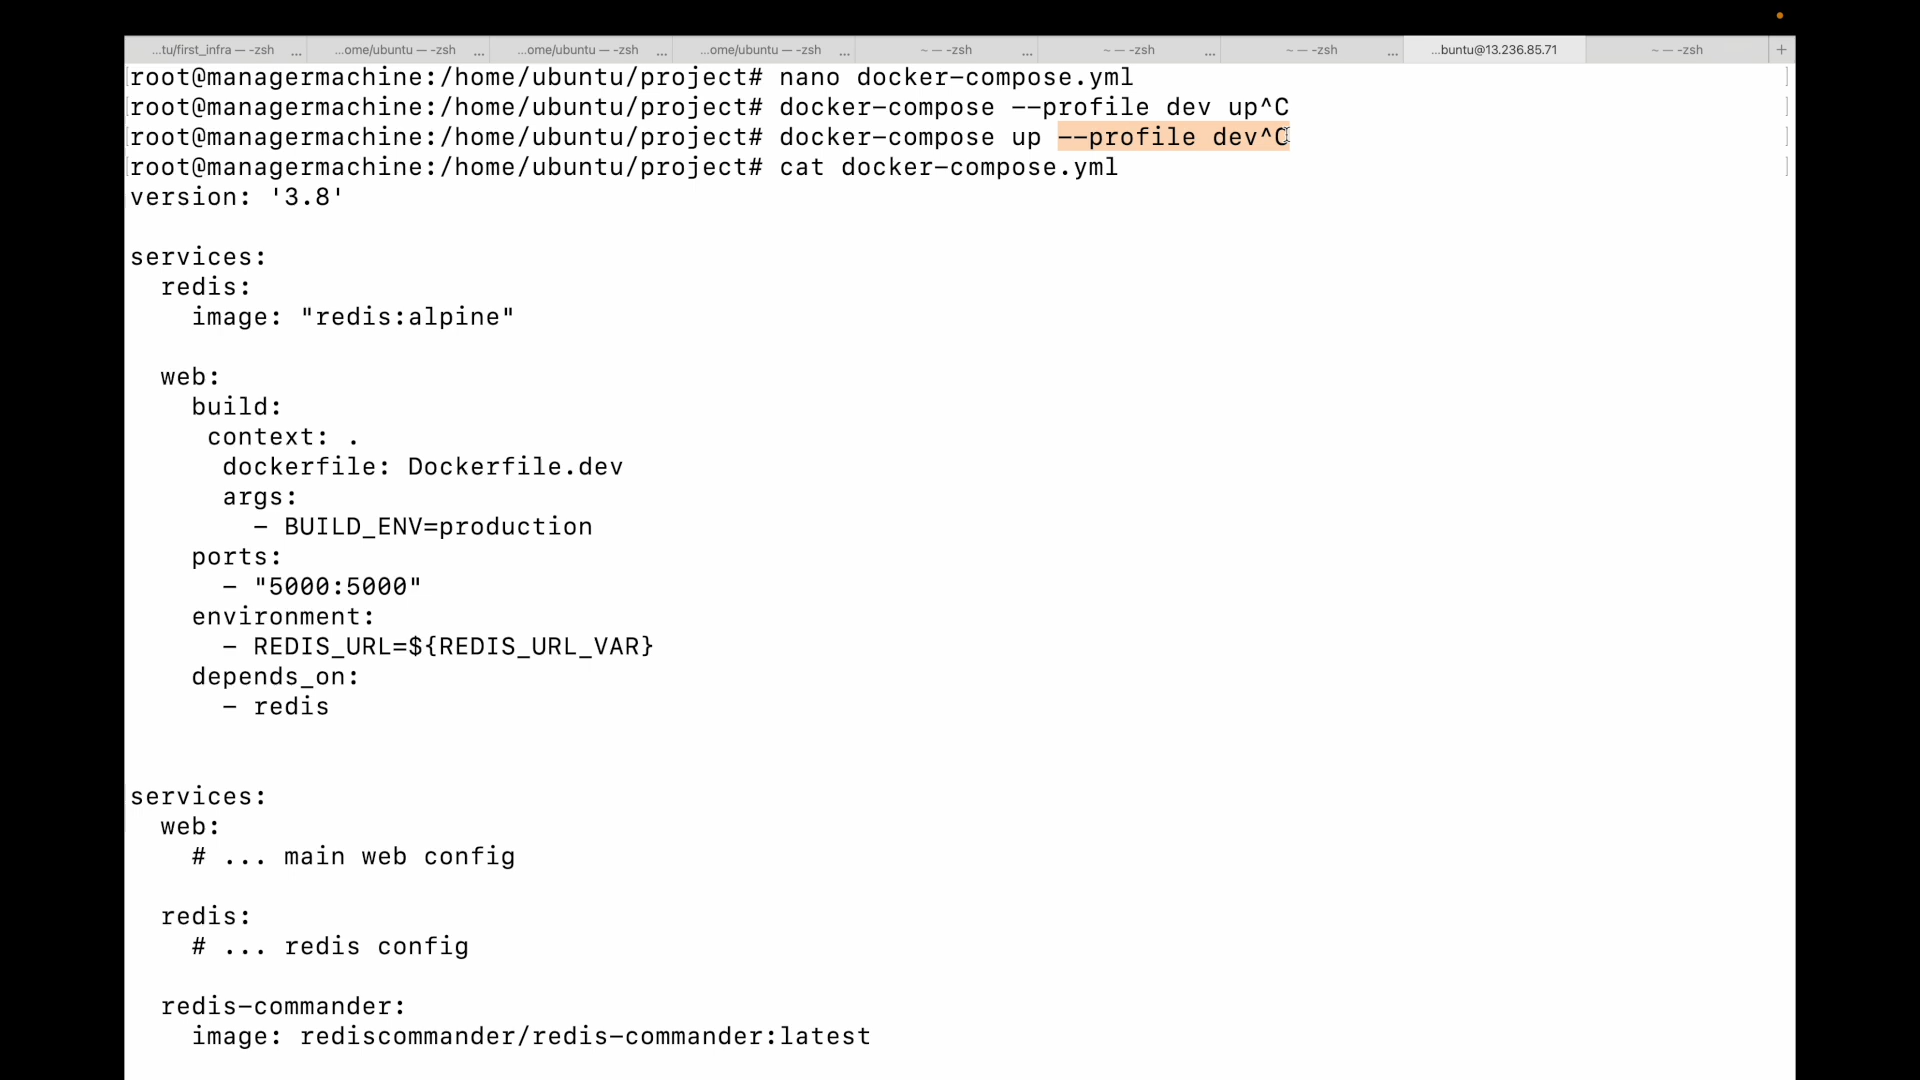 ...tu/first_infra — -zsh ... ...ome/ubuntu — -zsh ... ...ome/ubuntu — -zsh ... ...ome/ubuntu — -zsh ... ~ — -zsh ... ~ — -zsh ... ~ — -zsh ... ...buntu@13.236.85.71 ~ — -zsh +
[root@managermachine:/home/ubuntu/project# nano docker-compose.yml ]
[root@managermachine:/home/ubuntu/project# docker-compose --profile dev up^C ]
[root@managermachine:/home/ubuntu/project# docker-compose up --profile dev^C ]
[root@managermachine:/home/ubuntu/project# cat docker-compose.yml ]
version: '3.8'
services:
  redis:
    image: "redis:alpine"
  web:
    build:
     context: .
      dockerfile: Dockerfile.dev
      args:
        - BUILD_ENV=production
    ports:
      - "5000:5000"
    environment:
      - REDIS_URL=${REDIS_URL_VAR}
    depends_on:
      - redis
services:
  web:
    # ... main web config
  redis:
    # ... redis config
  redis-commander:
    image: rediscommander/redis-commander:latest